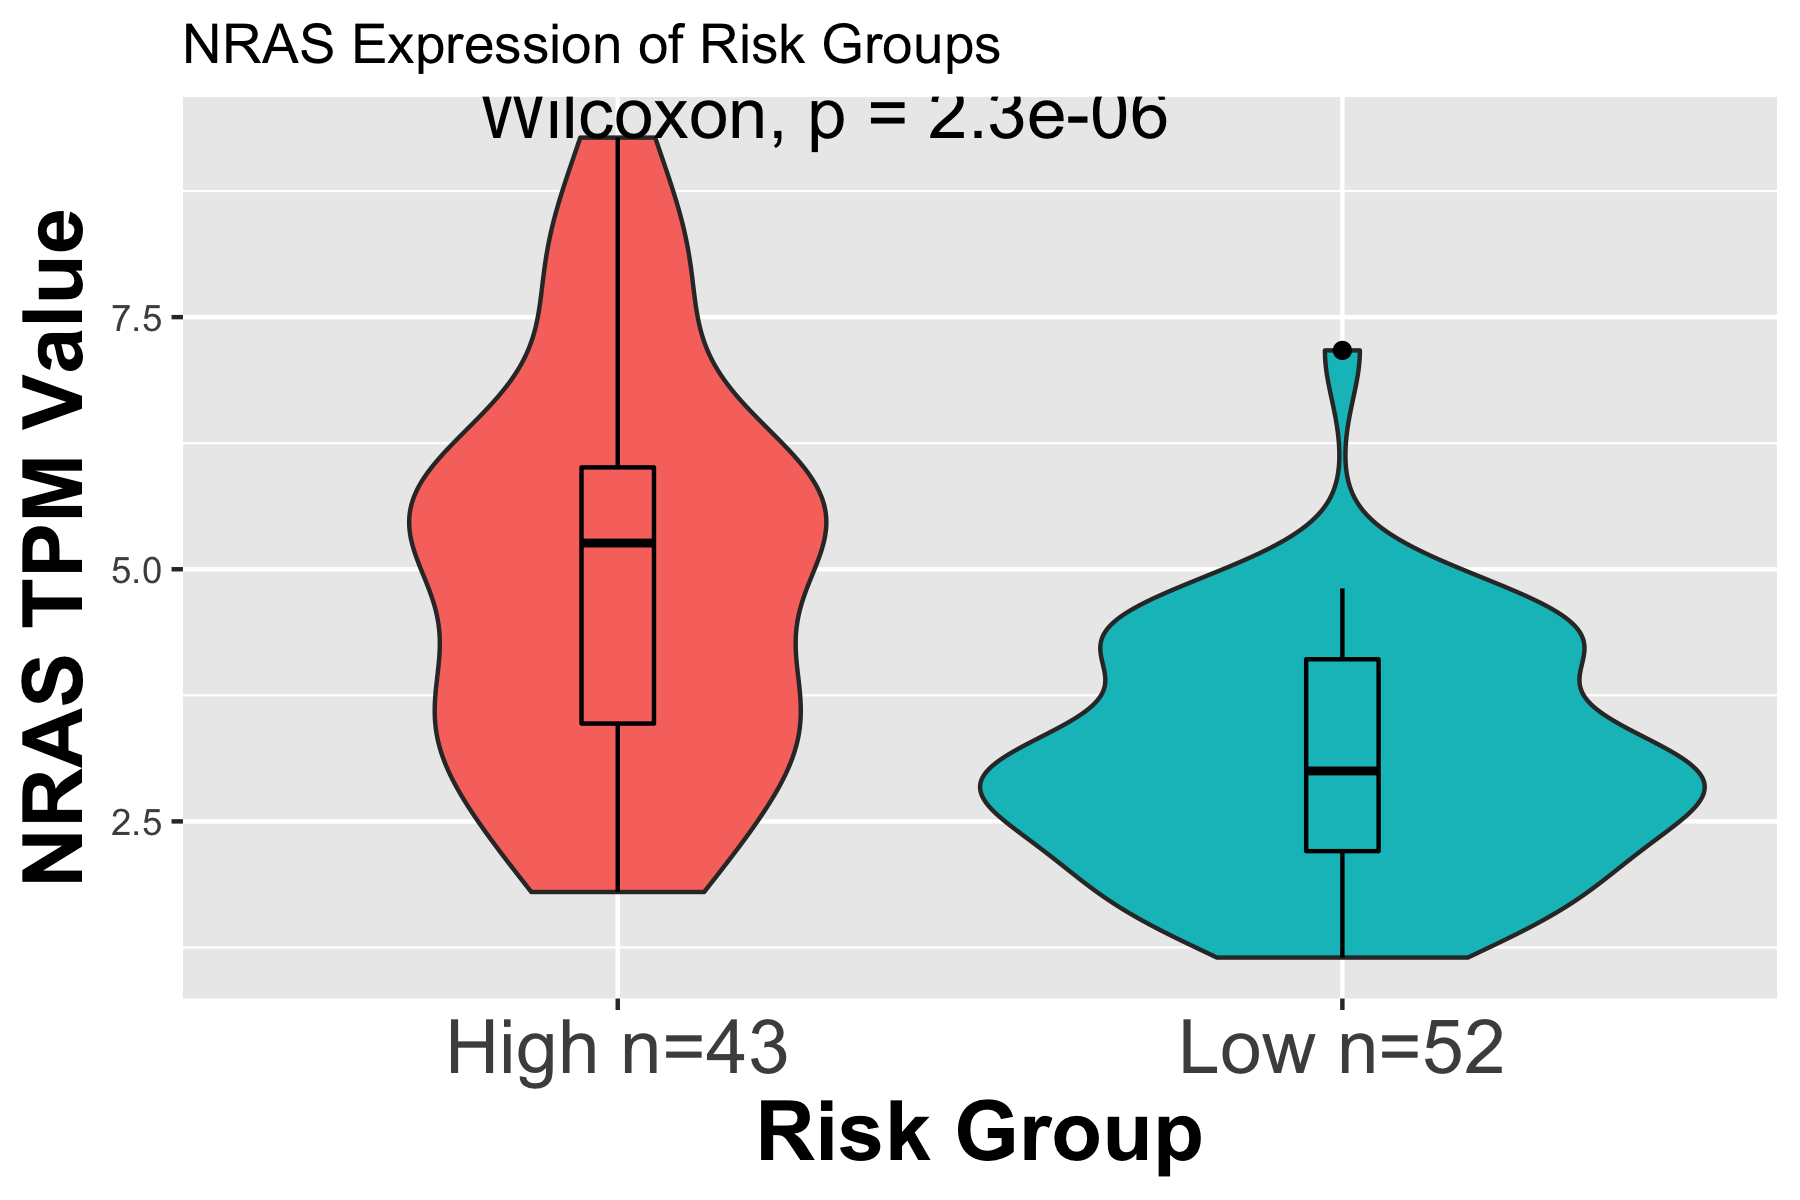 NRAS Expression of Risk Groups
Wilcoxon, p = 2.3e-06
NRAS TPM Value
7.5
5.0
2.5
High n=43
Low n=52
Risk Group